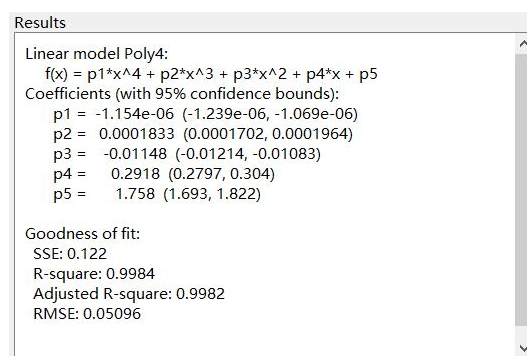 Results
Linear model Poly4:
f(x) = p1*x^4 + p2*x^3 + p3*x^2 + p4*x + p5
Coefficients (with 95% confidence bounds):
p1 = -1.154e-06 (-1.239e-06, -1.069e-06)
p2 = 0.0001833 (0.0001702, 0.0001964)
p3 = -0.01148 (-0.01214, -0.01083)
p4 = 0.2918 (0.2797, 0.304)
p5 = 1.758 (1.693, 1.822)
Goodness of fit:
SSE: 0.122
R-square: 0.9984
Adjusted R-square: 0.9982
RMSE: 0.05096